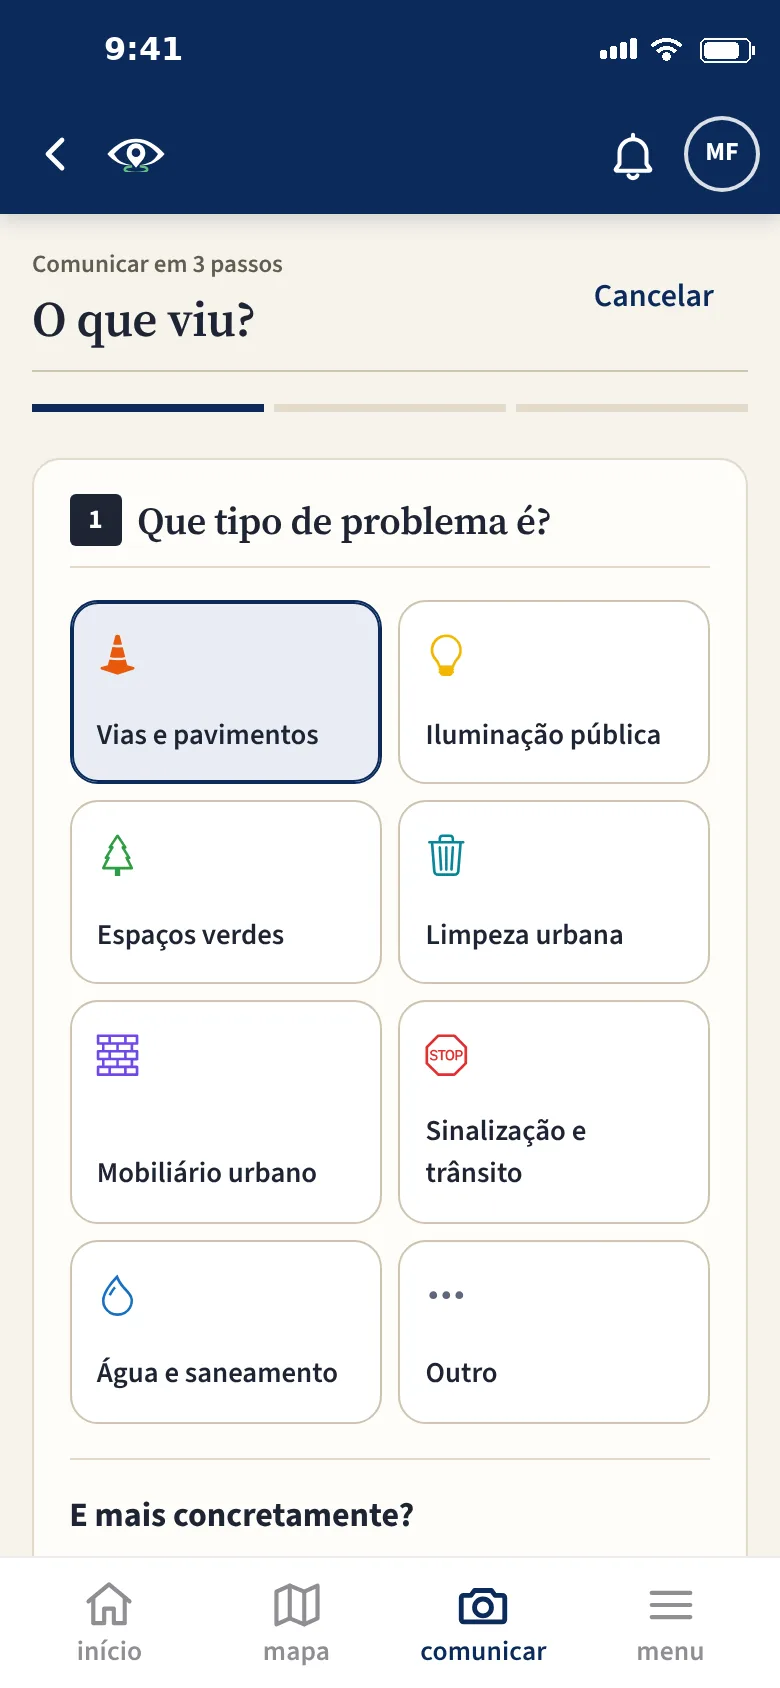 9:41
MF
Comunicar em 3 passos
O que viu?
Cancelar
1 Que tipo de problema é?
Vias e pavimentos
Iluminação pública
Espaços verdes
Limpeza urbana
Mobiliário urbano
STOP
Sinalização e
trânsito
Água e saneamento
Outro
E mais concretamente?
início
mapa
comunicar
menu